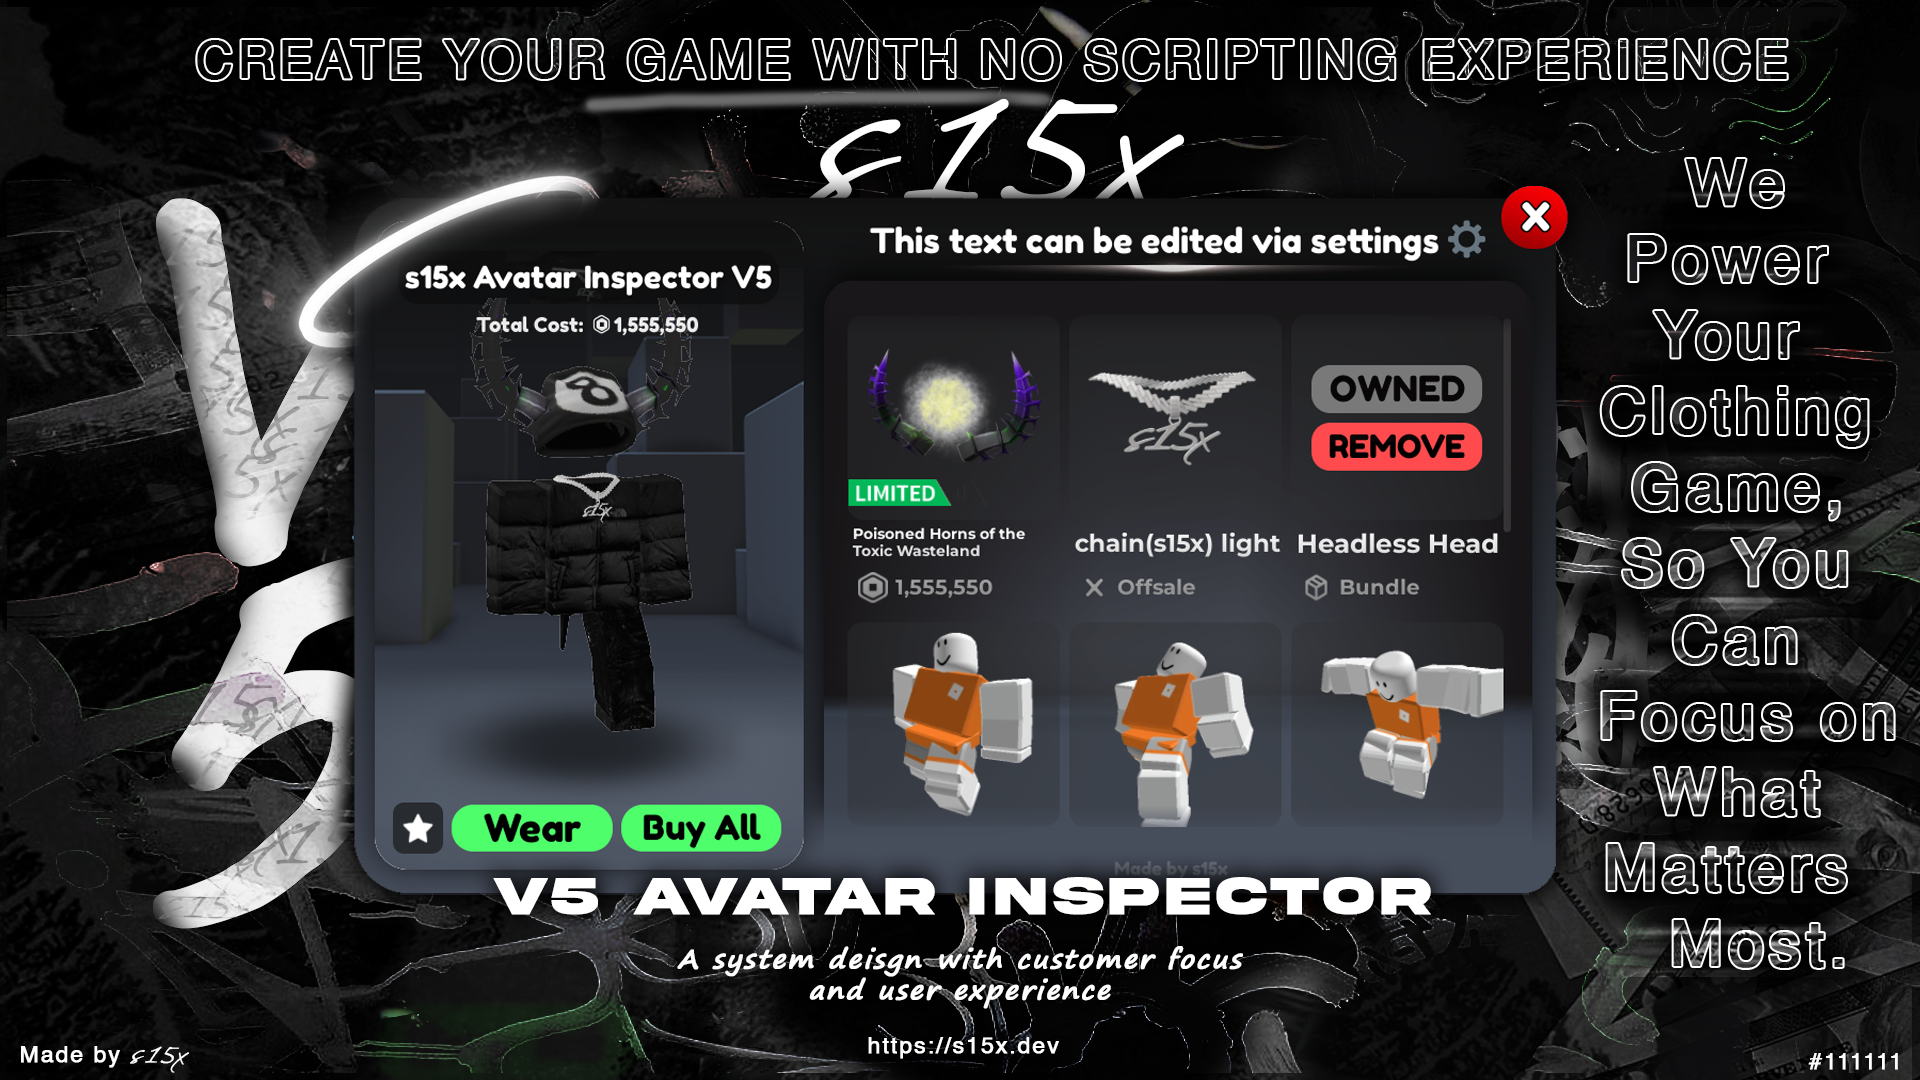 CREATE YOUR GAME WITH NO SCRIPTING EXPERIENCE
s15x
V5
This text can be edited via settings
s15x Avatar Inspector V5
Total Cost: 1,555,550
8
s15x
Wear
Buy All
s15x
OWNED
REMOVE
LIMITED
Poisoned Horns of the
Toxic Wasteland
chain(s15x) light
Headless Head
1,555,550
Offsale
Bundle
Made by s15x
We
Power
Your
Clothing
Game,
So You
Can
Focus on
What
Matters
Most.
V5 AVATAR INSPECTOR
A system deisgn with customer focus
and user experience
https://s15x.dev
Made by s15x
#111111